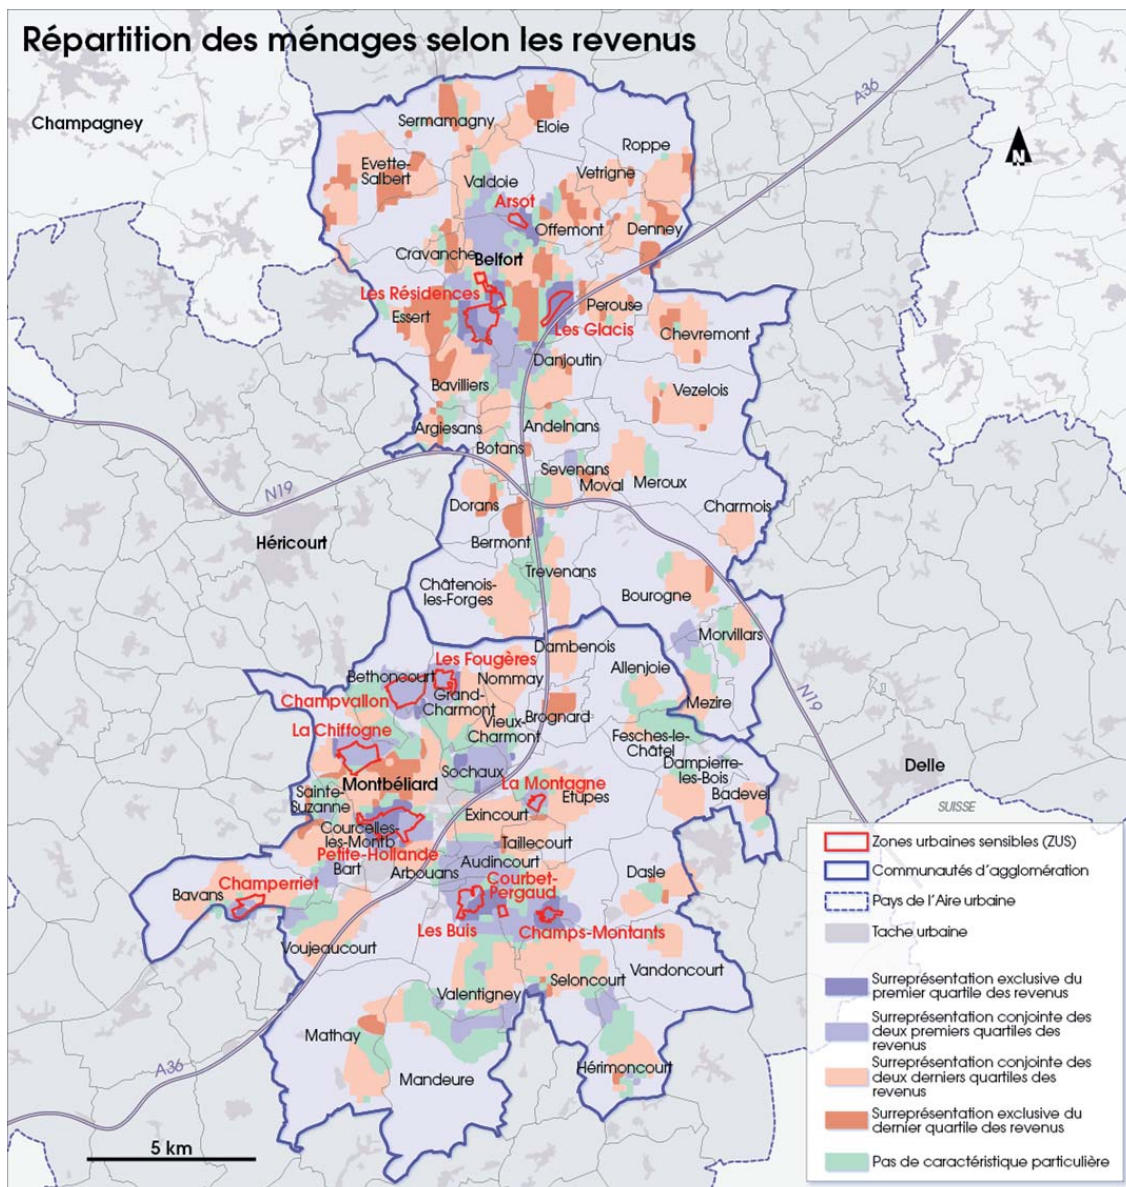 Répartition des ménages selon les revenus
A36
Champagney
Sermamagny
Eloie
Roppe
N
Evette-
Salbert
Valdoie
Vetrigne
Arsot
Offemont
Denney
Cravanche
Belfort
Les Résidences
Essert
Perouse
Les Glacis
Chevremont
Danjoutin
Bavilliers
Vezelois
Argiesans
Andelnans
Botans
Sevenans
Moval
Meroux
N19
Dorans
Charmois
Héricourt
Bermont
Trevenans
Châtenois-
les-Forges
Bourogne
Morvillars
Dambenois
Les Fougères
Allenjoie
Bethoncourt
Nommay
N19
Champvallon
Grand-
Charmont
Mezire
Brognard
La Chiffogne
Vieux-
Charmont
Fesches-le-
Châtel
Dampierre-
les-Bois
Delle
Sochaux
Montbéliard
La Montagne
Badevel
Sainte-
Suzanne
Etupes
SUISSE
Exincourt
Courcelles-
les-Montb
Taillecourt
Petite-Hollande
Audincourt
Bart
Arbouans
Courbet-
Pergaud
Dasle
Champerriet
Bavans
Les Buis
Champs-Montants
Voujeaucourt
Vandoncourt
Seloncourt
Valentigney
Mathay
A36
Hérimoncourt
Mandeure
5 km
Zones urbaines sensibles (ZUS)
Communautés d'agglomération
Pays de l'Aire urbaine
Tache urbaine
Surreprésentation exclusive du
premier quartile des revenus
Surreprésentation conjointe des
deux premiers quartiles des
revenus
Surreprésentation conjointe des
deux derniers quartiles des
revenus
Surreprésentation exclusive du
dernier quartile des revenus
Pas de caractéristique particulière